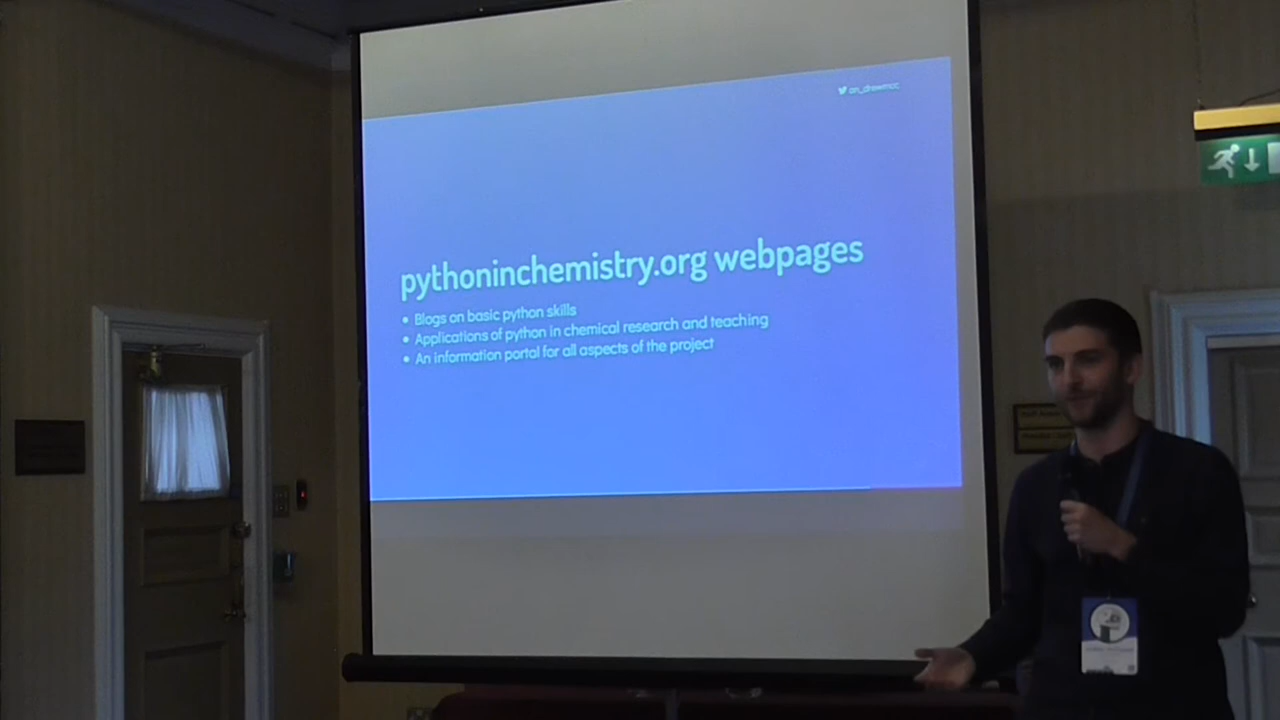 an_drewmcc
pythoninchemistry.org webpages
• Blogs on basic python skills
• Applications of python in chemical research and teaching
• An information portal for all aspects of the project